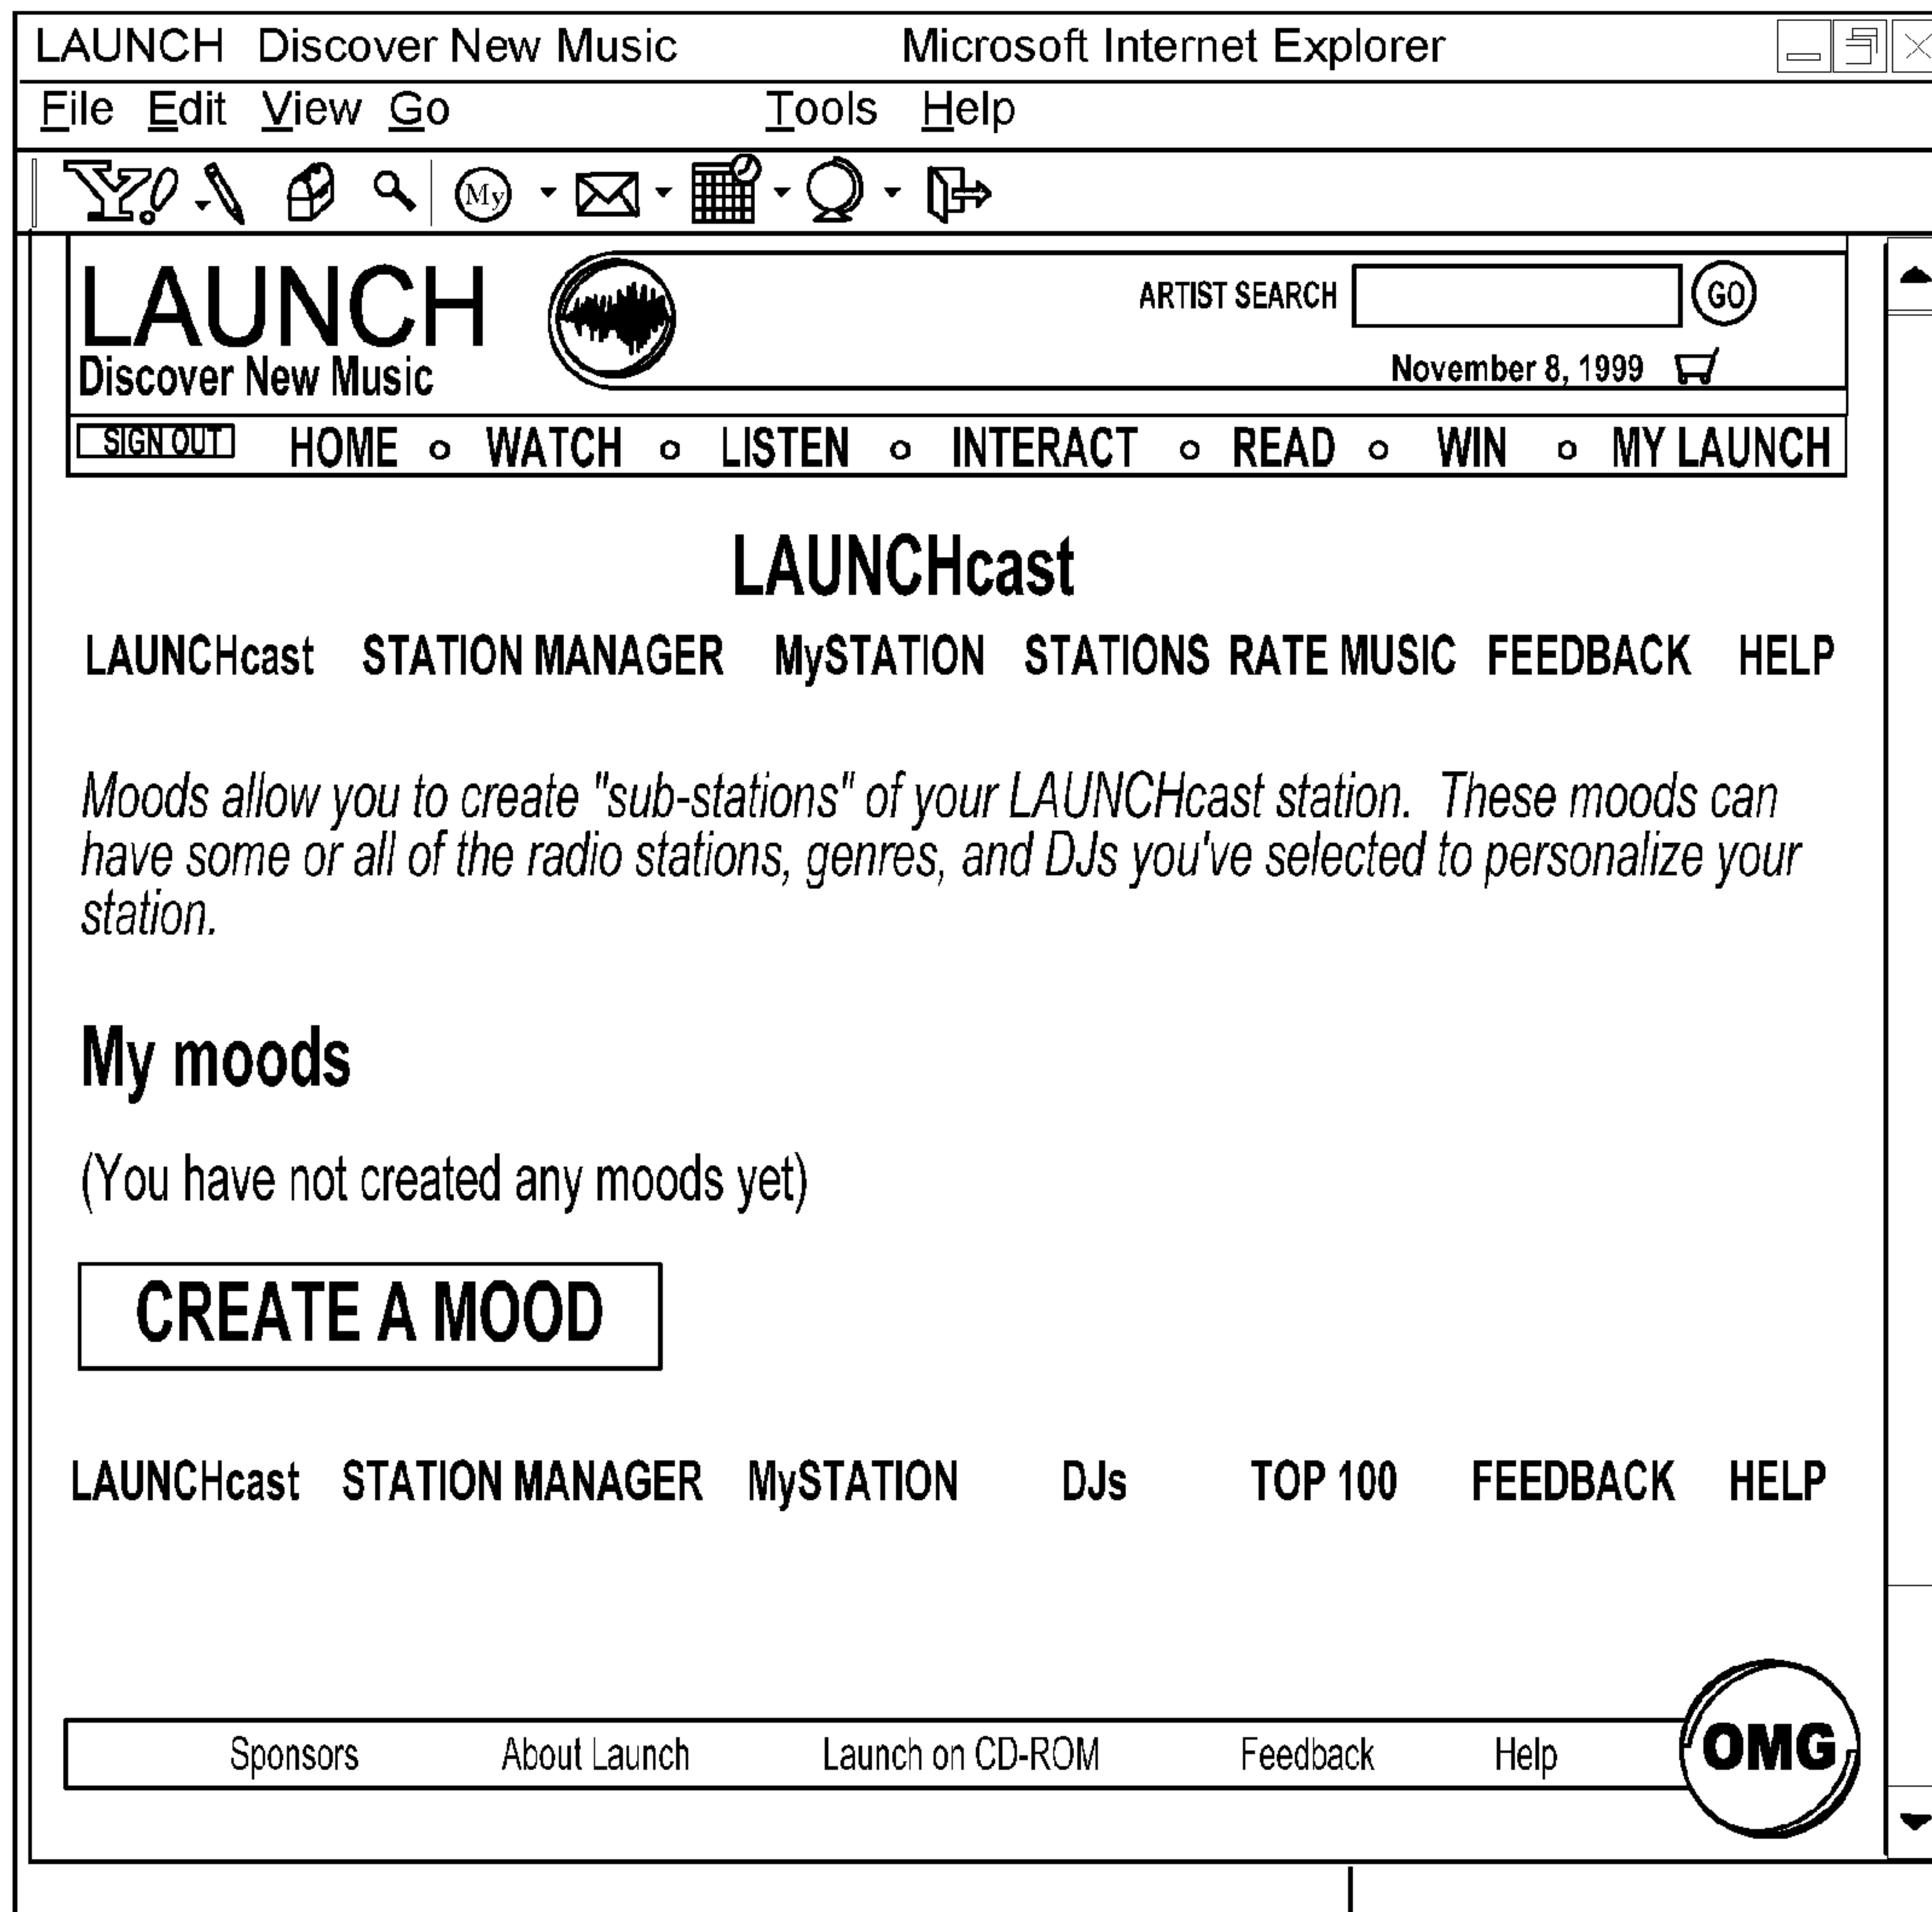 LAUNCH Discover New Music Microsoft Internet Explorer
File Edit View Go Tools Help
Y! My
LAUNCH
Discover New Music
ARTIST SEARCH GO
November 8, 1999
SIGN OUT HOME WATCH LISTEN INTERACT READ WIN MY LAUNCH
LAUNCHcast
LAUNCHcast STATION MANAGER MySTATION STATIONS RATE MUSIC FEEDBACK HELP
Moods allow you to create "sub-stations" of your LAUNCHcast station. These moods can
have some or all of the radio stations, genres, and DJs you've selected to personalize your
station.
My moods
(You have not created any moods yet)
CREATE A MOOD
LAUNCHcast STATION MANAGER MySTATION DJs TOP 100 FEEDBACK HELP
Sponsors About Launch Launch on CD-ROM Feedback Help OMG